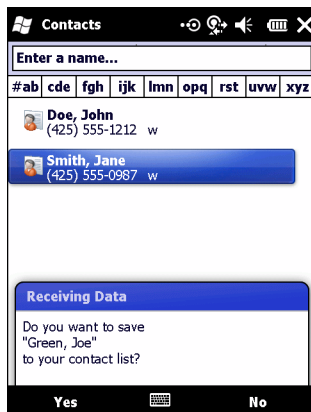 Contacts
Enter a name...
#ab cde fgh ijk lmn opq rst uvw xyz
Doe, John
(425) 555-1212 w
Smith, Jane
(425) 555-0987 w
Receiving Data
Do you want to save
"Green, Joe"
to your contact list?
Yes No